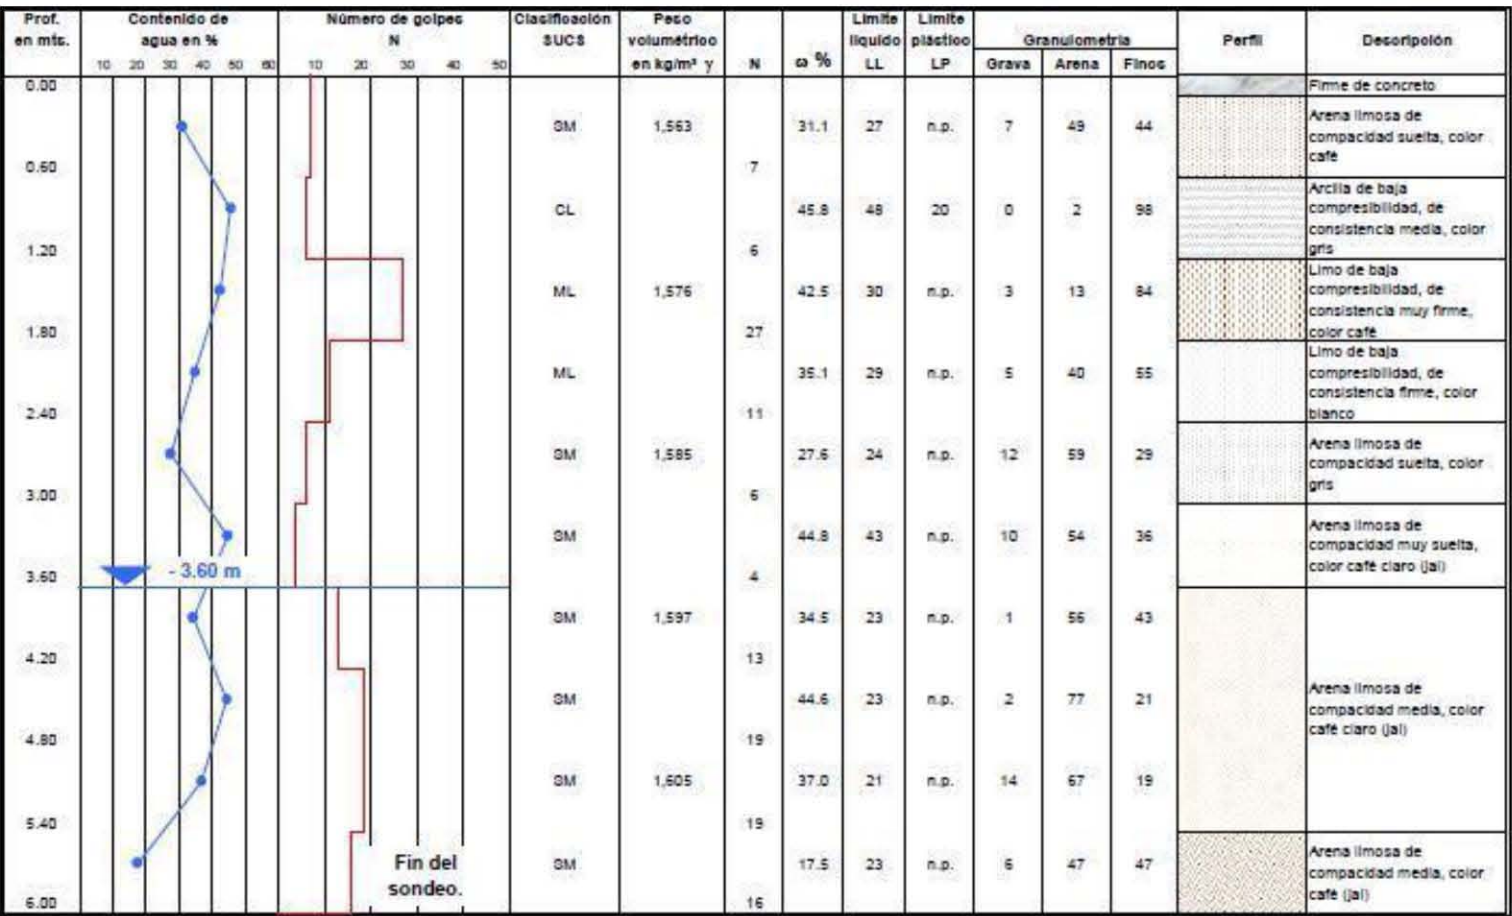 Prof. en mts. Contenido de agua en % Número de golpes N Clasificación SUCS Peso volumétrico en kg/m³ γ N ω % Limite líquido LL Limite plástico LP Granulometría Grava Arena Finos Perfil Descripción
10 20 30 40 50 60 10 20 30 40 50
0.00
Firme de concreto
SM 1,563 31.1 27 n.p. 7 49 44
Arena limosa de
compacidad suelta, color
café
0.60 7
CL 45.8 48 20 0 2 98
Arcilla de baja
compresibilidad, de
consistencia media, color
gris
1.20 6
ML 1,576 42.5 30 n.p. 3 13 84
Limo de baja
compresibilidad, de
consistencia muy firme,
color café
1.80 27
ML 35.1 29 n.p. 5 40 55
Limo de baja
compresibilidad, de
consistencia firme, color
blanco
2.40 11
SM 1,585 27.6 24 n.p. 12 59 29
Arena limosa de
compacidad suelta, color
gris
3.00 6
SM 44.8 43 n.p. 10 54 36
Arena limosa de
compacidad muy suelta,
color café claro (jal)
3.60 - 3.60 m 4
SM 1,597 34.5 23 n.p. 1 56 43
4.20 13
SM 44.6 23 n.p. 2 77 21
Arena limosa de
compacidad media, color
café claro (jal)
4.80 19
SM 1,605 37.0 21 n.p. 14 67 19
5.40 19
Fin del
sondeo.
SM 17.5 23 n.p. 6 47 47
Arena limosa de
compacidad media, color
café (jal)
6.00 16